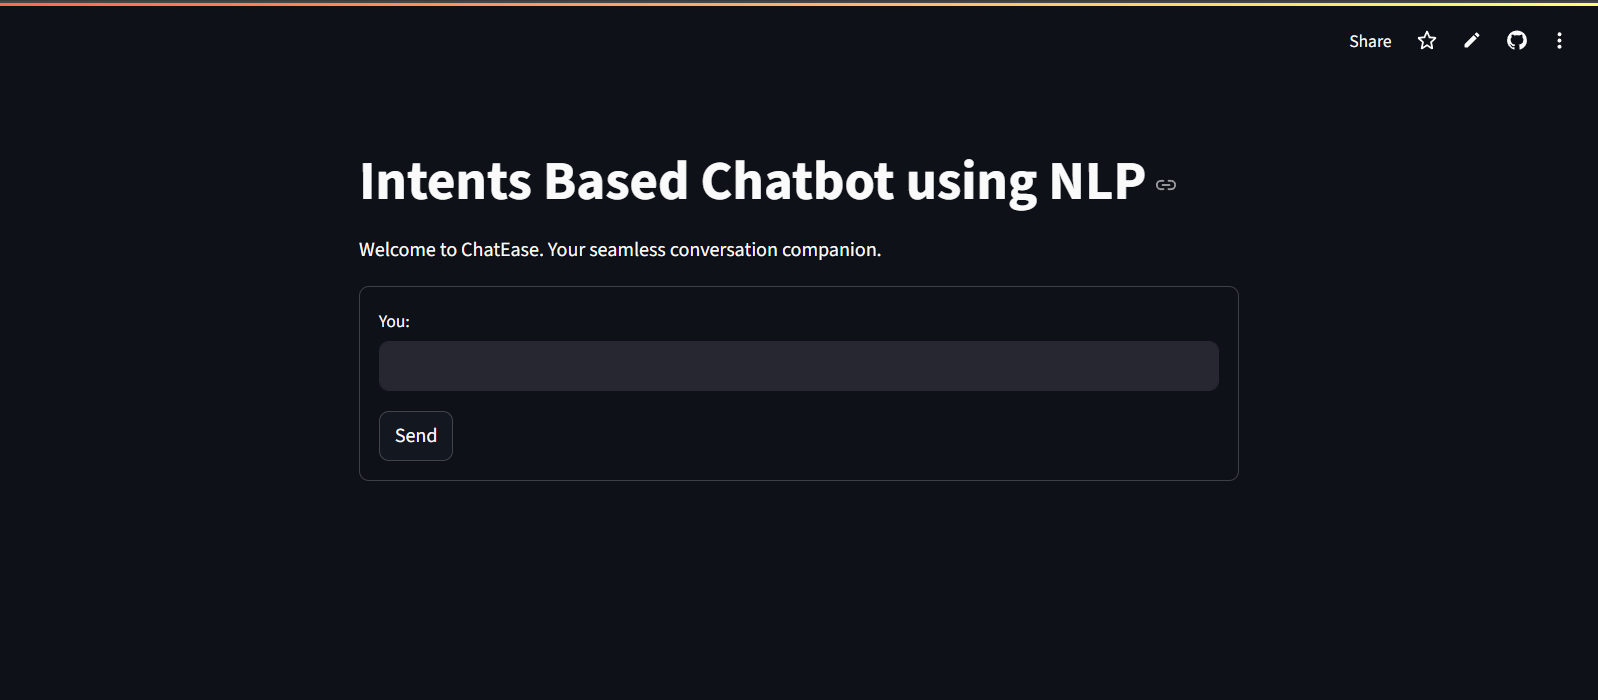 Share
Intents Based Chatbot using NLP
Welcome to ChatEase. Your seamless conversation companion.
You:
Send